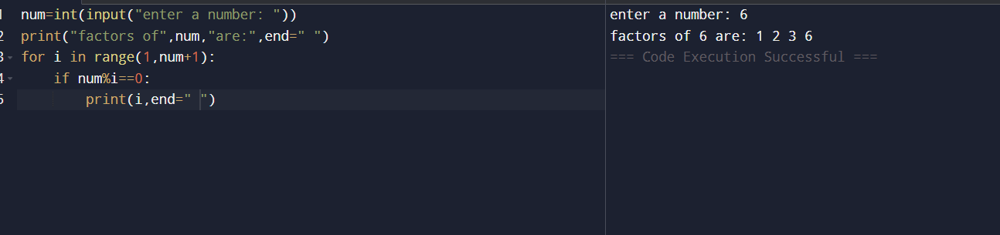 1 num=int(input("enter a number: "))
2 print("factors of",num,"are:",end=" ")
3 for i in range(1,num+1):
4     if num%i==0:
5         print(i,end=" ")
enter a number: 6
factors of 6 are: 1 2 3 6
=== Code Execution Successful ===